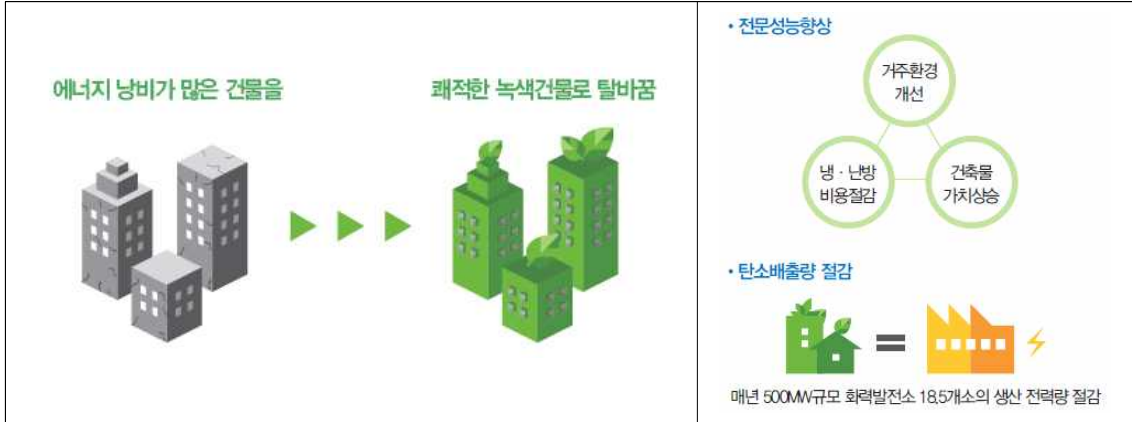 에너지 낭비가 많은 건물을
쾌적한 녹색건물로 탈바꿈
• 전문성능향상
거주환경
개선
냉 · 난방
비용절감
건축물
가치상승
• 탄소배출량 절감
매년 500MW규모 화력발전소 18.5개소의 생산 전력량 절감